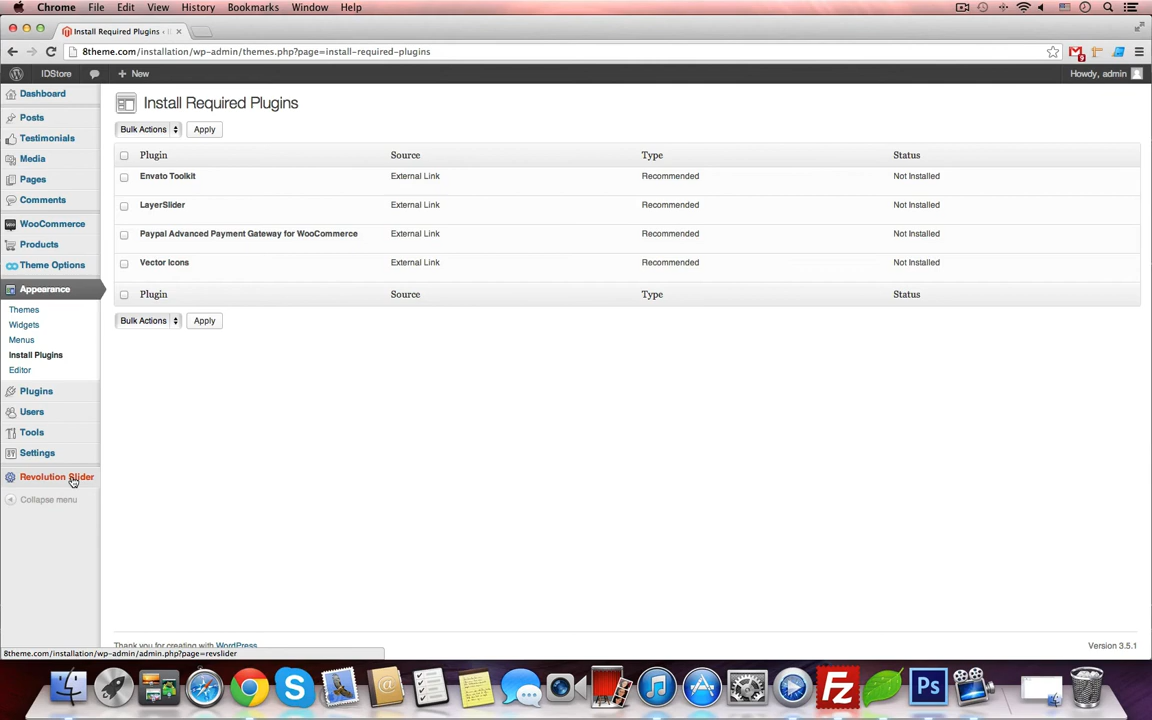 Chrome File Edit View History Bookmarks Window Help
Install Required Plugins ‹
8theme.com/installation/wp-admin/themes.php?page=install-required-plugins
9
IDStore + New Howdy, admin
Dashboard
Posts
Testimonials
Media
Pages
Comments
WooCommerce
Products
Theme Options
Appearance
Themes
Widgets
Menus
Install Plugins
Editor
Plugins
Users
Tools
Settings
Revolution Slider
Collapse menu
Install Required Plugins
Bulk Actions Apply
Plugin Source Type Status
Envato Toolkit External Link Recommended Not Installed
LayerSlider External Link Recommended Not Installed
Paypal Advanced Payment Gateway for WooCommerce External Link Recommended Not Installed
Vector Icons External Link Recommended Not Installed
Plugin Source Type Status
Bulk Actions Apply
Thank you for creating with WordPress Version 3.5.1
8theme.com/installation/wp-admin/admin.php?page=revslider
Fz
Ps